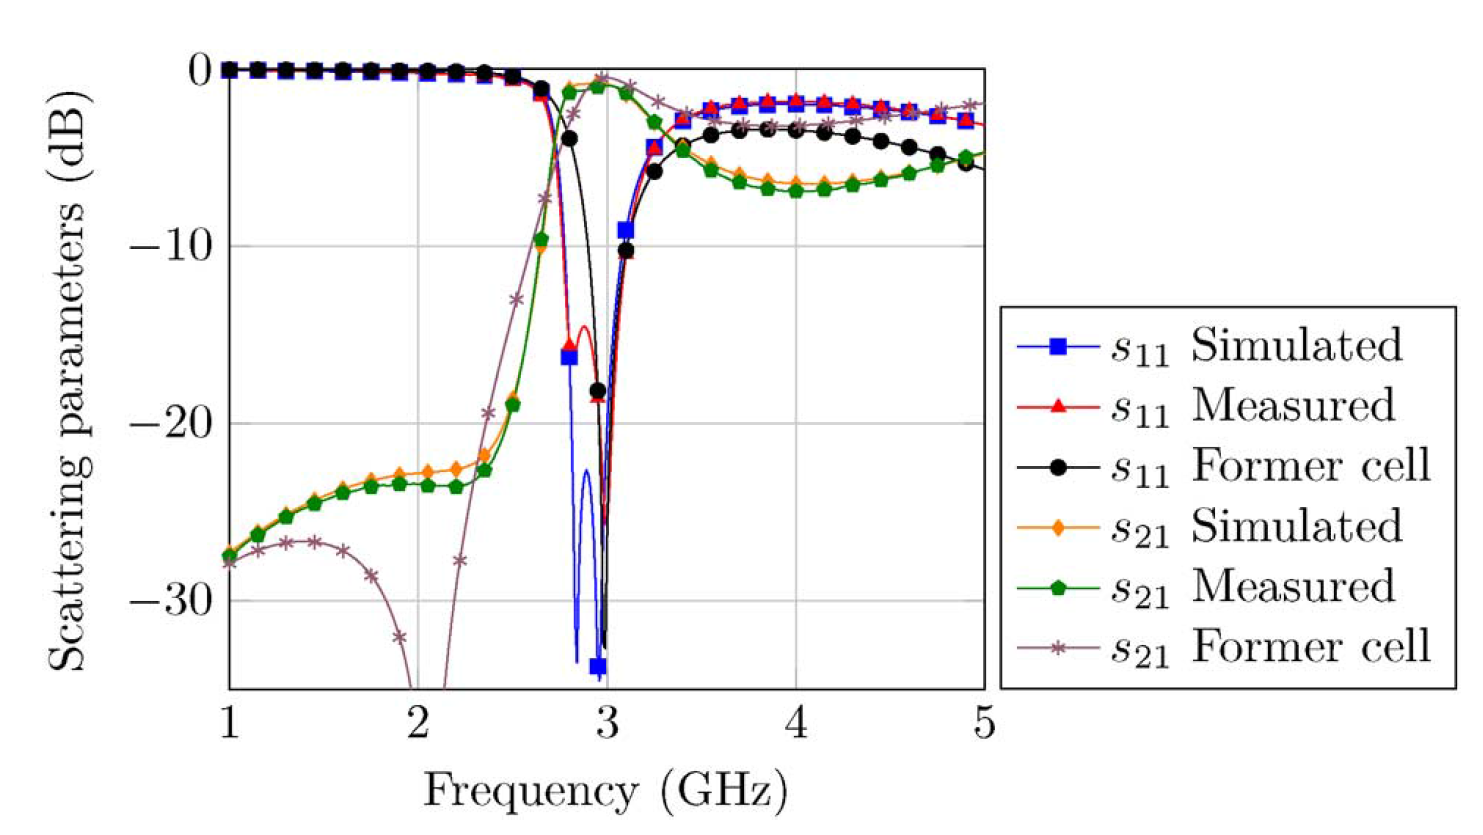 0
−10
−20
−30
Scattering parameters (dB)
1 2 3 4 5
Frequency (GHz)
s11 Simulated
s11 Measured
s11 Former cell
s21 Simulated
s21 Measured
s21 Former cell